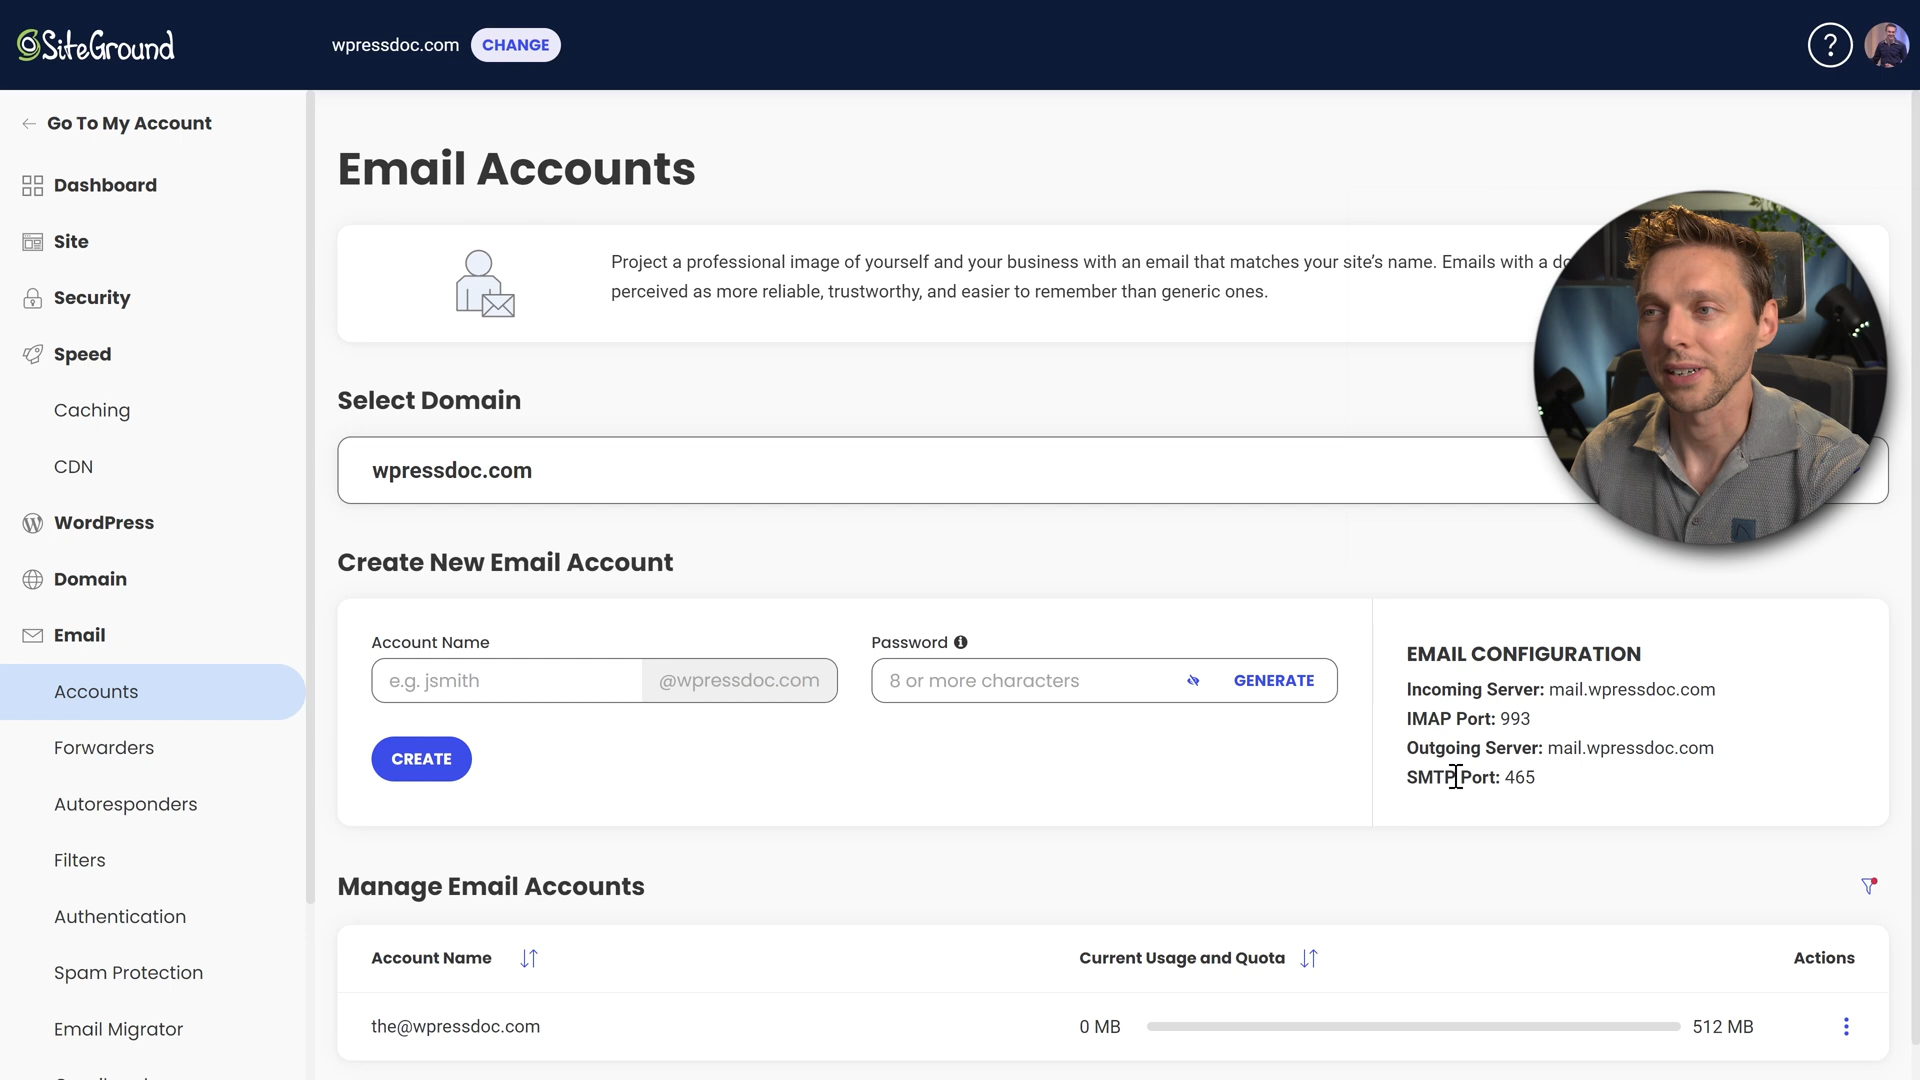 SiteGround
wpressdoc.com CHANGE
?
Go To My Account
Dashboard
Site
Security
Speed
Caching
CDN
WordPress
Domain
Email
Accounts
Forwarders
Autoresponders
Filters
Authentication
Spam Protection
Email Migrator
Email Accounts
Project a professional image of yourself and your business with an email that matches your site's name. Emails with a do
perceived as more reliable, trustworthy, and easier to remember than generic ones.
Select Domain
wpressdoc.com
Create New Email Account
Account Name
e.g. jsmith @wpressdoc.com
Password
8 or more characters GENERATE
CREATE
EMAIL CONFIGURATION
Incoming Server: mail.wpressdoc.com
IMAP Port: 993
Outgoing Server: mail.wpressdoc.com
SMTP Port: 465
Manage Email Accounts
Account Name Current Usage and Quota Actions
the@wpressdoc.com 0 MB 512 MB